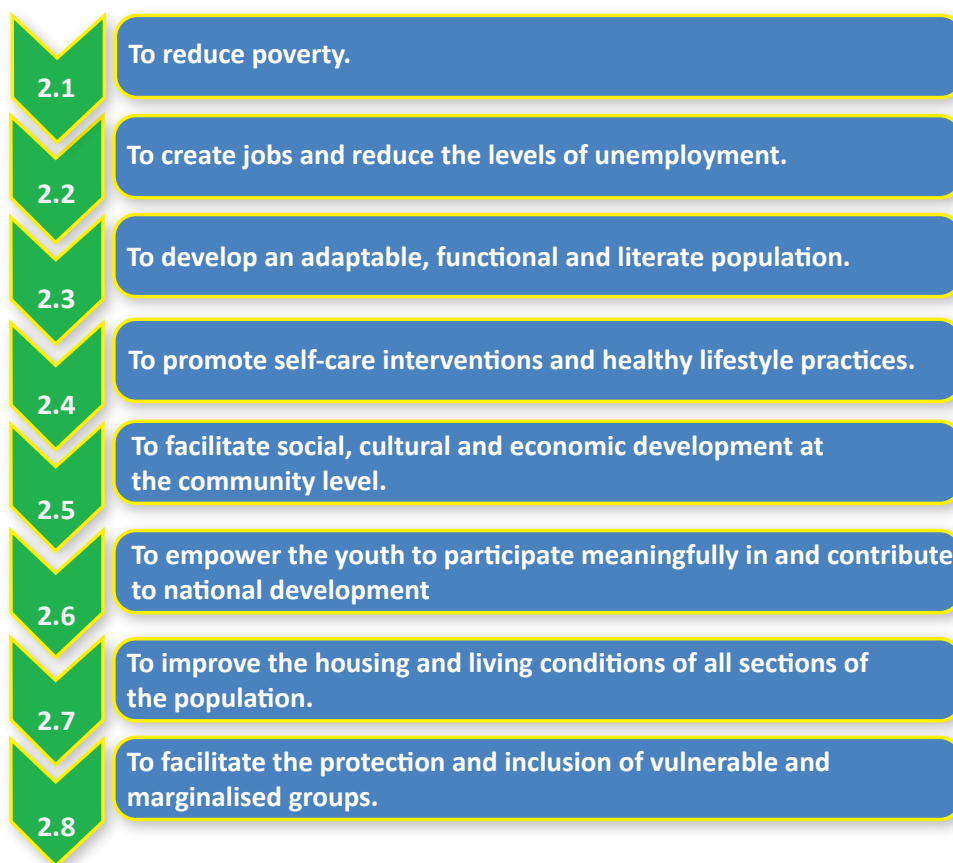 2.1
To reduce poverty.
2.2
To create jobs and reduce the levels of unemployment.
2.3
To develop an adaptable, functional and literate population.
2.4
To promote self-care interventions and healthy lifestyle practices.
2.5
To facilitate social, cultural and economic development at
the community level.
2.6
To empower the youth to participate meaningfully in and contribute
to national development
2.7
To improve the housing and living conditions of all sections of
the population.
2.8
To facilitate the protection and inclusion of vulnerable and
marginalised groups.